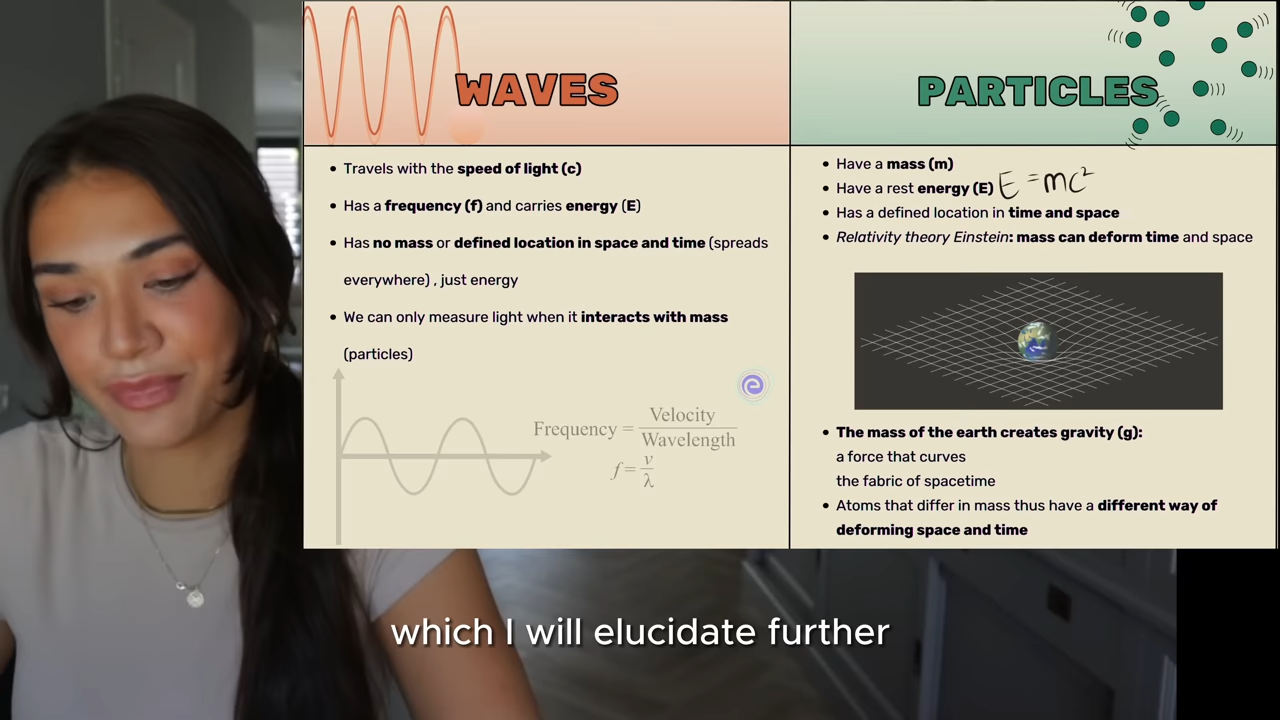 WAVES
Travels with the speed of light (c)
Has a frequency (f) and carries energy (E)
Has no mass or defined location in space and time (spreads
everywhere) , just energy
We can only measure light when it interacts with mass
(particles)
Frequency = Velocity / Wavelength
f = v / λ
PARTICLES
Have a mass (m)
Have a rest energy (E) E = mc²
Has a defined location in time and space
Relativity theory Einstein: mass can deform time and space
The mass of the earth creates gravity (g):
a force that curves
the fabric of spacetime
Atoms that differ in mass thus have a different way of
deforming space and time
which I will elucidate further